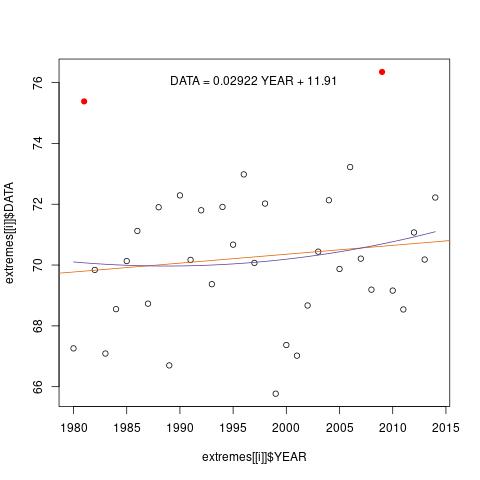 DATA = 0.02922 YEAR + 11.91
extremes[[i]]$DATA
76
74
72
70
68
66
1980 1985 1990 1995 2000 2005 2010 2015
extremes[[i]]$YEAR